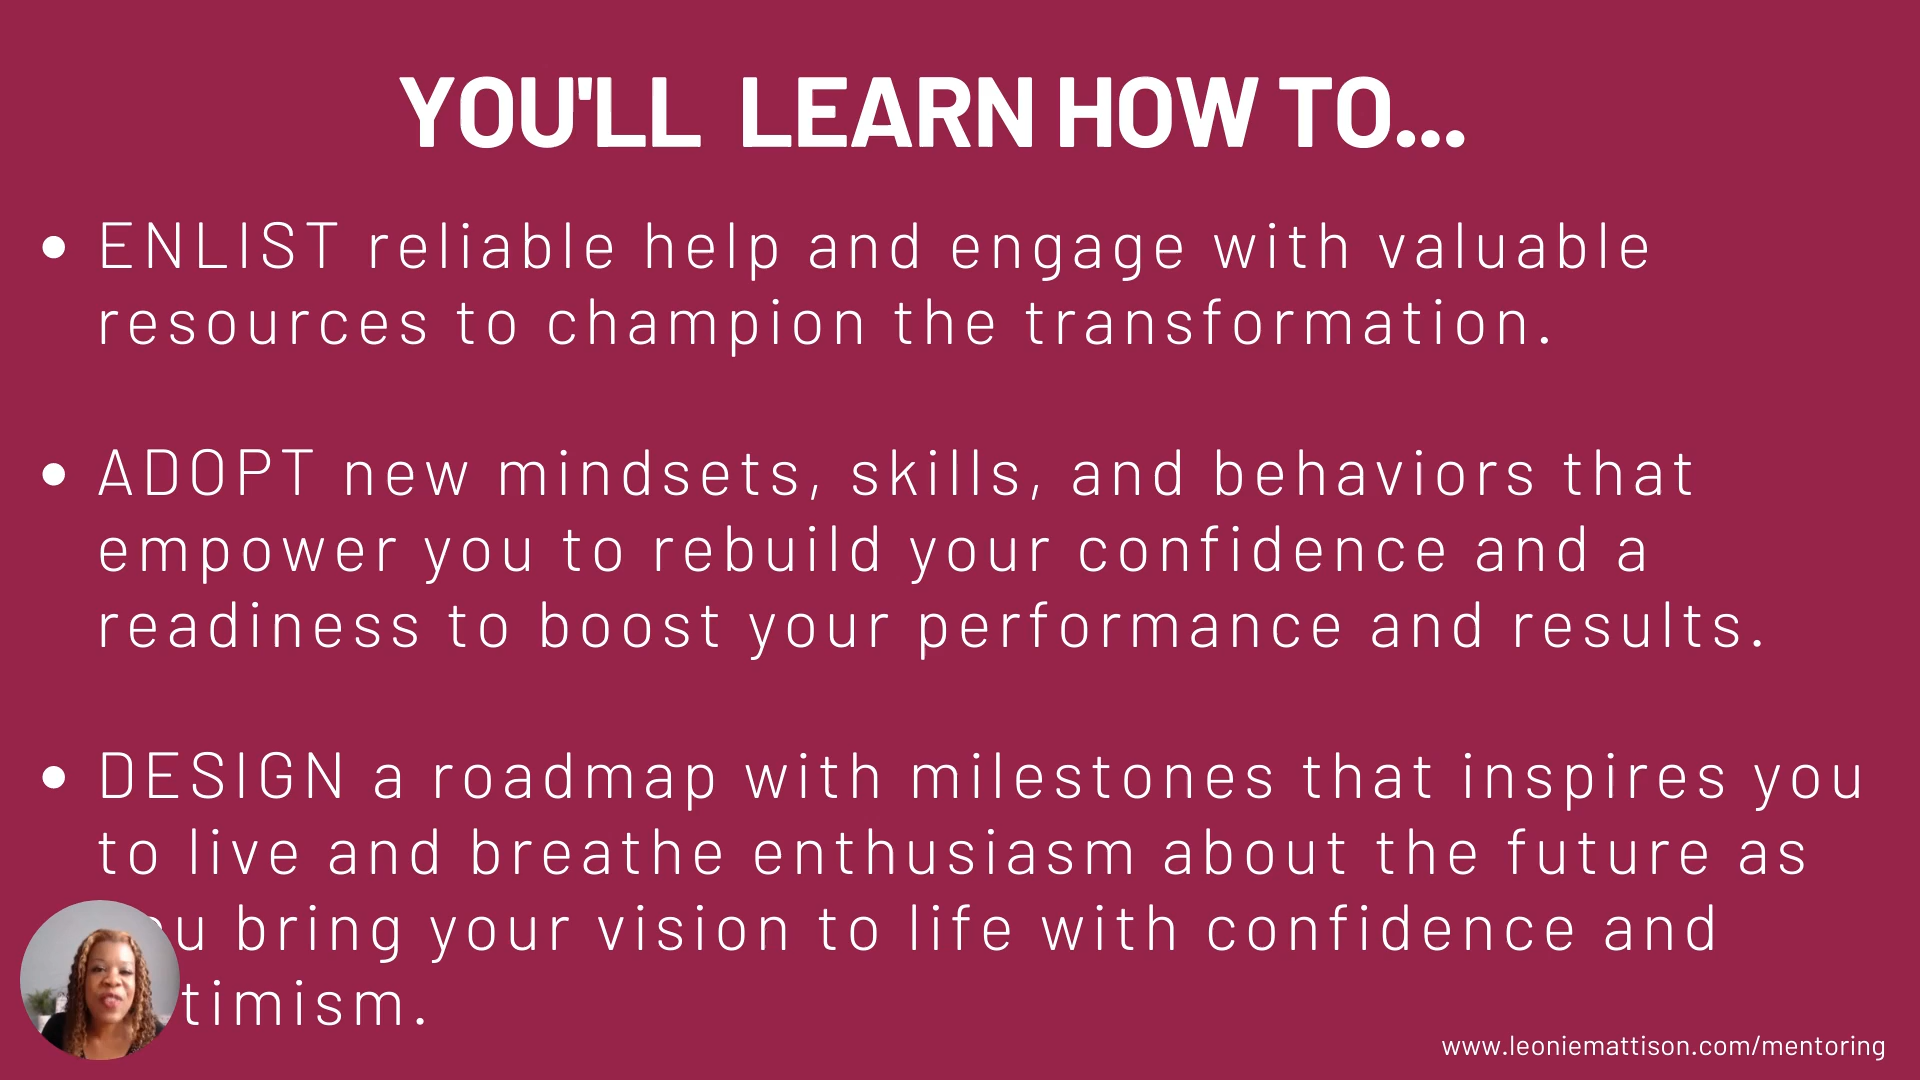 YOU'LL LEARN HOW TO...
• ENLIST reliable help and engage with valuable
resources to champion the transformation.
• ADOPT new mindsets, skills, and behaviors that
empower you to rebuild your confidence and a
readiness to boost your performance and results.
• DESIGN a roadmap with milestones that inspires you
to live and breathe enthusiasm about the future as
bring your vision to life with confidence and
www.leoniemattison.com/mentoring